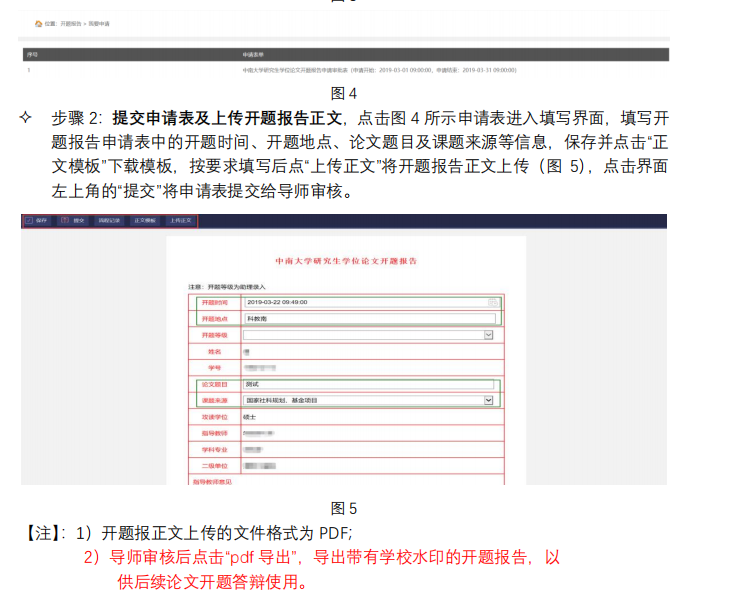 位置：开题报告 > 我要申请
序号 申请表单
1 中南大学研究生学位论文开题报告申请审批表（申请开始：2019-03-01 09:00:00，申请结束：2019-03-31 09:00:00）
图 4
✧ 步骤 2：提交申请表及上传开题报告正文，点击图 4 所示申请表进入填写界面，填写开
题报告申请表中的开题时间、开题地点、论文题目及课题来源等信息，保存并点击“正
文模板”下载模板，按要求填写后点“上传正文”将开题报告正文上传（图 5），点击界面
左上角的“提交”将申请表提交给导师审核。
保存 提交 流程记录 正文模板 上传正文
中南大学研究生学位论文开题报告
注意：开题等级为助理录入
开题时间 2019-03-22 09:49:00
开题地点 科教南
开题等级
姓名
学号
论文题目 测试
课题来源 国家社科规划、基金项目
攻读学位 硕士
指导教师
学科专业
二级单位
指导教师意见
图 5
【注】：1）开题报正文上传的文件格式为 PDF;
2）导师审核后点击“pdf 导出”，导出带有学校水印的开题报告，以
供后续论文开题答辩使用。